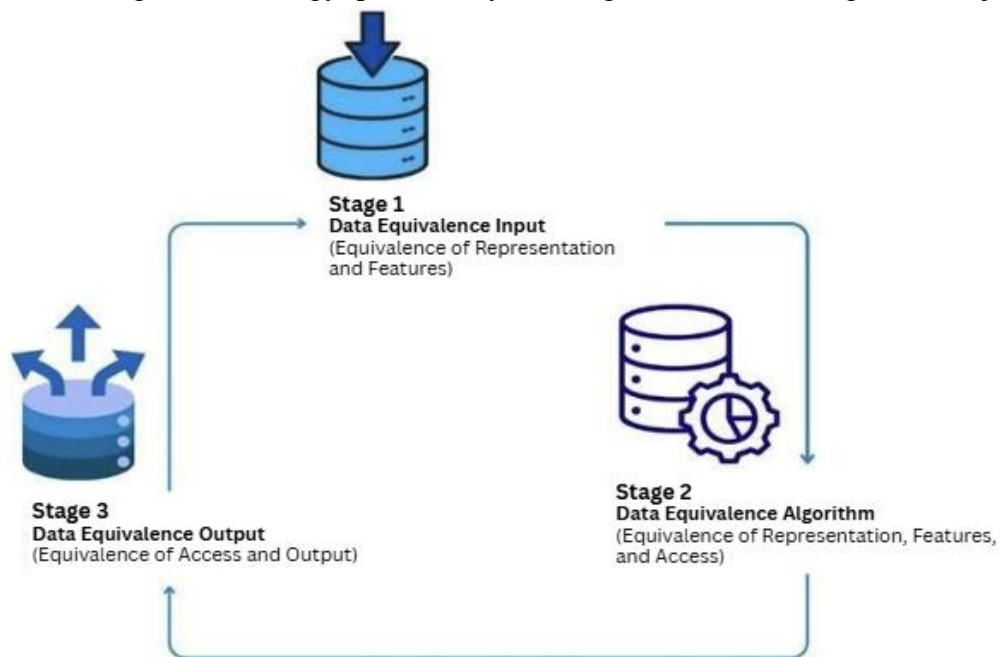 Stage 1
Data Equivalence Input
(Equivalence of Representation
and Features)
Stage 2
Data Equivalence Algorithm
(Equivalence of Representation, Features,
and Access)
Stage 3
Data Equivalence Output
(Equivalence of Access and Output)